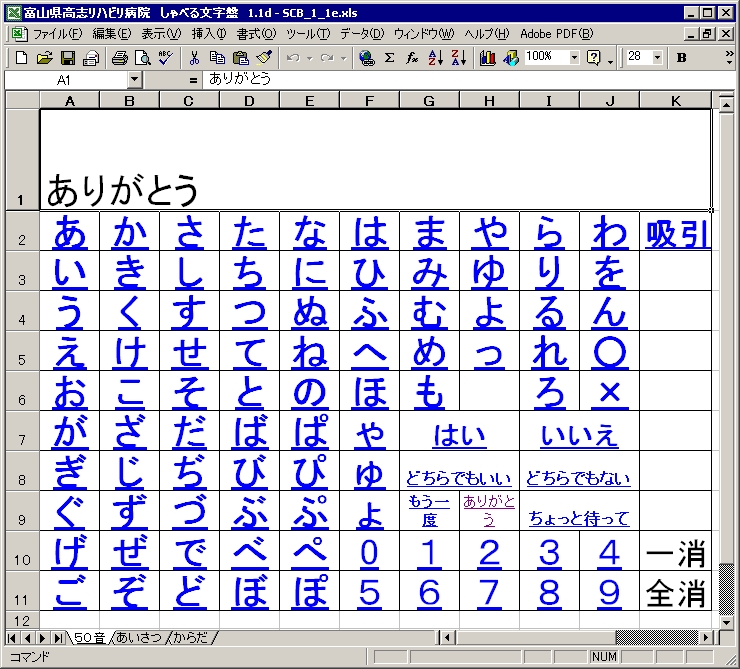 富山県高志リハビリ病院 しゃべる文字盤 1.1d - SCB_1_1e.xls
ファイル(F) 編集(E) 表示(V) 挿入(I) 書式(O) ツール(T) データ(D) ウィンドウ(W) ヘルプ(H) Adobe PDF(B)
100% 28 B
A1 = ありがとう
A B C D E F G H I J K
1 ありがとう
2 あ か さ た な は ま や ら わ 吸引
3 い き し ち に ひ み ゆ り を
4 う く す つ ぬ ふ む よ る ん
5 え け せ て ね へ め っ れ 〇
6 お こ そ と の ほ も ろ ×
7 が ざ だ ば ぱ ゃ はい いいえ
8 ぎ じ ぢ び ぴ ゅ どちらでもいい どちらでもない
9 ぐ ず づ ぶ ぷ ょ もう一度 ありがとう ちょっと待って
10 げ ぜ で べ ぺ 0 1 2 3 4 一消
11 ご ぞ ど ぼ ぽ 5 6 7 8 9 全消
12
50音 あいさつ からだ
コマンド NUM